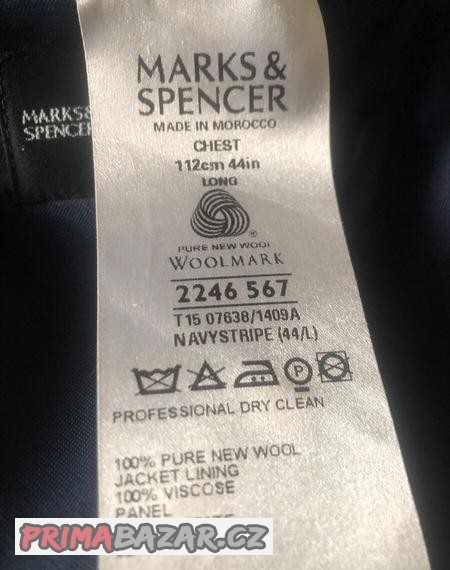 MARKS &
SPENCER
MARKS&
SPENCER
MADE IN MOROCCO
CHEST
112cm 44in
LONG
®
PURE NEW WOOL
WOOLMARK
2246 567
T15 07638/1409A
NAVYSTRIPE (44/L)
P
PROFESSIONAL DRY CLEAN
100% PURE NEW WOOL
JACKET LINING
100% VISCOSE
PANEL
PRIMABAZAR.CZ